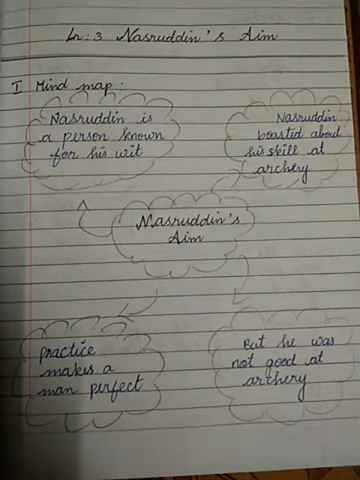 Ln: 3 Nasruddin's Aim
I Mind map:
Nasruddin is
a person known
for his wit
Nasruddin
boasted about
his skill at
archery
Nasruddin's
Aim
Practice
makes a
man perfect
But he was
not good at
archery